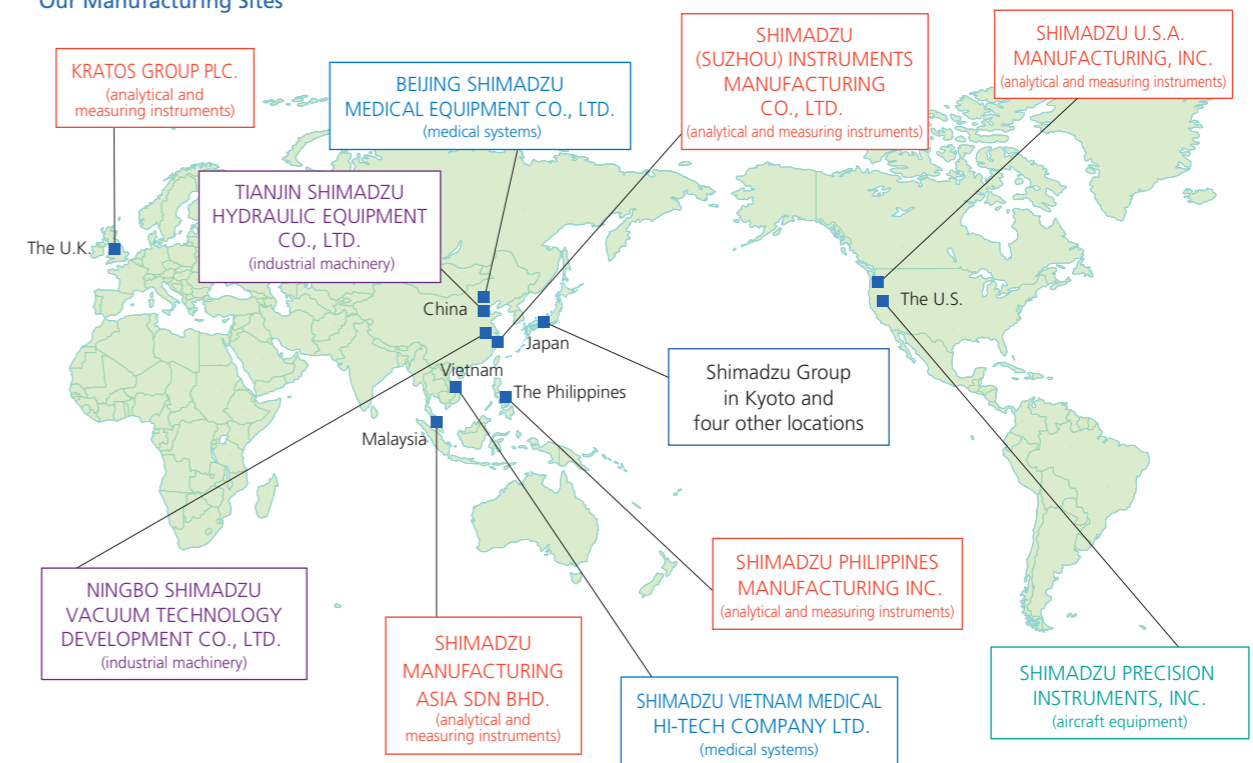 Our Manufacturing Sites
KRATOS GROUP PLC.
(analytical and
measuring instruments)
BEIJING SHIMADZU
MEDICAL EQUIPMENT CO., LTD.
(medical systems)
SHIMADZU
(SUZHOU) INSTRUMENTS
MANUFACTURING
CO., LTD.
(analytical and measuring instruments)
SHIMADZU U.S.A.
MANUFACTURING, INC.
(analytical and measuring instruments)
TIANJIN SHIMADZU
HYDRAULIC EQUIPMENT
CO., LTD.
(industrial machinery)
The U.K.
China
Japan
The U.S.
Vietnam
The Philippines
Malaysia
Shimadzu Group
in Kyoto and
four other locations
NINGBO SHIMADZU
VACUUM TECHNOLOGY
DEVELOPMENT CO., LTD.
(industrial machinery)
SHIMADZU
MANUFACTURING
ASIA SDN BHD.
(analytical and
measuring instruments)
SHIMADZU VIETNAM MEDICAL
HI-TECH COMPANY LTD.
(medical systems)
SHIMADZU PHILIPPINES
MANUFACTURING INC.
(analytical and measuring instruments)
SHIMADZU PRECISION
INSTRUMENTS, INC.
(aircraft equipment)